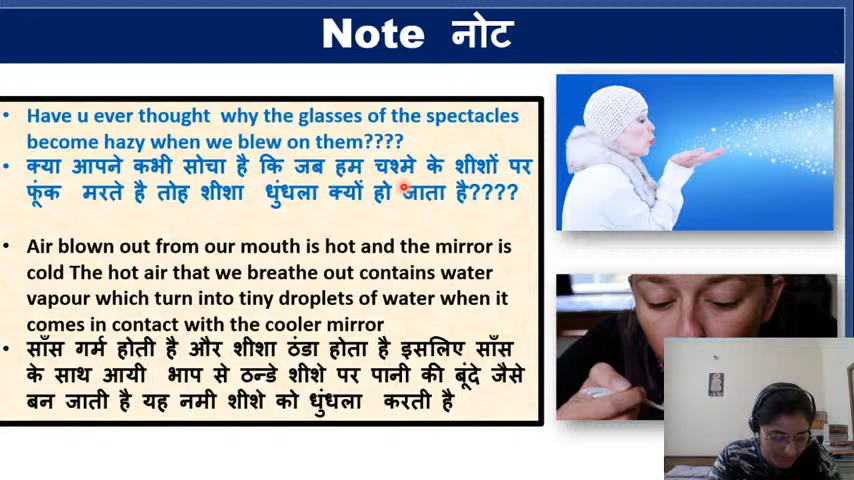 Note नोट
Have u ever thought why the glasses of the spectacles
become hazy when we blew on them????
क्या आपने कभी सोचा है कि जब हम चश्मे के शीशों पर
फूंक मरते है तोह शीशा धुंधला क्यों हो जाता है????
Air blown out from our mouth is hot and the mirror is
cold The hot air that we breathe out contains water
vapour which turn into tiny droplets of water when it
comes in contact with the cooler mirror
साँस गर्म होती है और शीशा ठंडा होता है इसलिए साँस
के साथ आयी भाप से ठन्डे शीशे पर पानी की बूंदे जैसे
बन जाती है यह नमी शीशे को धुंधला करती है